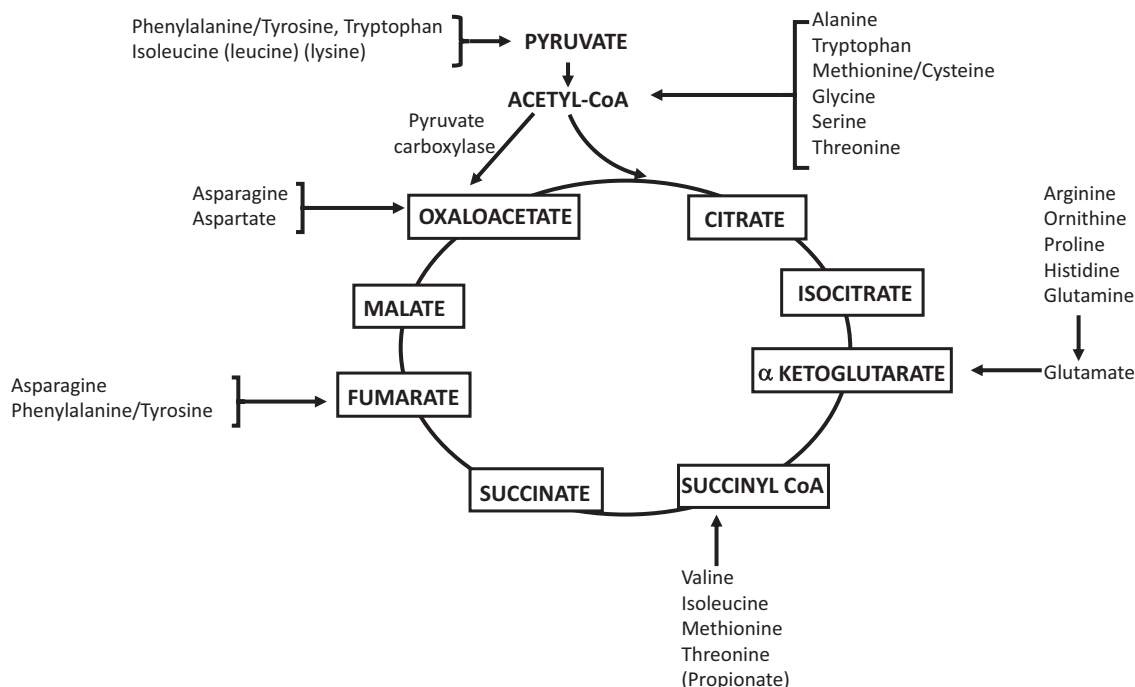 Phenylalanine/Tyrosine, Tryptophan
Isoleucine (leucine) (lysine)
PYRUVATE
Alanine
Tryptophan
Methionine/Cysteine
Glycine
Serine
Threonine
ACETYL-CoA
Pyruvate
carboxylase
Asparagine
Aspartate
OXALOACETATE
CITRATE
Arginine
Ornithine
Proline
Histidine
Glutamine
MALATE
ISOCITRATE
α KETOGLUTARATE
Glutamate
Asparagine
Phenylalanine/Tyrosine
FUMARATE
SUCCINATE
SUCCINYL CoA
Valine
Isoleucine
Methionine
Threonine
(Propionate)